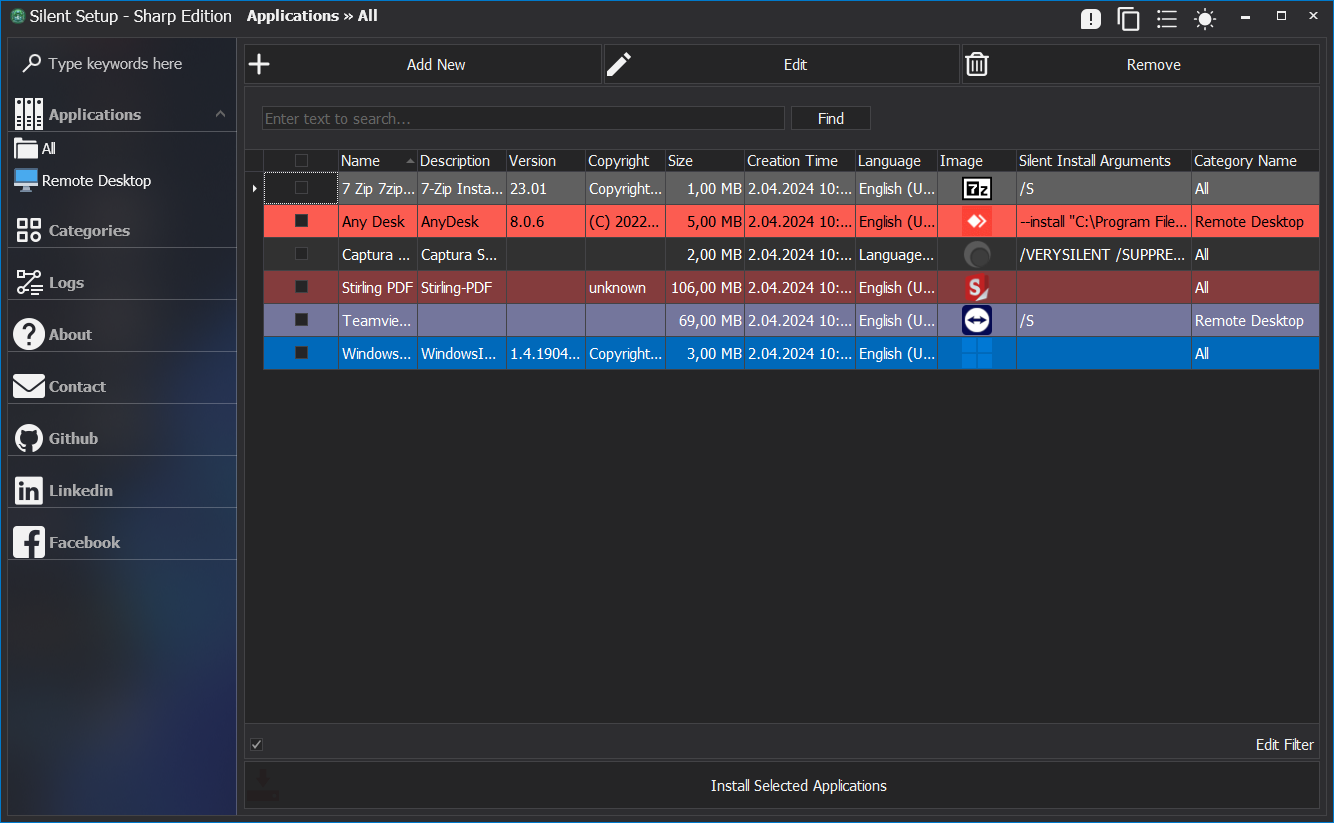 Silent Setup - Sharp Edition
Applications » All
Type keywords here
Applications
All
Remote Desktop
Categories
Logs
About
Contact
Github
Linkedin
Facebook
Add New
Edit
Remove
Enter text to search...
Find
Name Description Version Copyright Size Creation Time Language Image Silent Install Arguments Category Name
7 Zip 7zip... 7-Zip Insta... 23.01 Copyright... 1,00 MB 2.04.2024 10:... English (U... 7z /S All
Any Desk AnyDesk 8.0.6 (C) 2022... 5,00 MB 2.04.2024 10:... English (U... --install "C:\Program File... Remote Desktop
Captura ... Captura S... 2,00 MB 2.04.2024 10:... Language... /VERYSILENT /SUPPRE... All
Stirling PDF Stirling-PDF unknown 106,00 MB 2.04.2024 10:... English (U... S All
Teamvie... 69,00 MB 2.04.2024 10:... English (U... /S Remote Desktop
Windows... WindowsI... 1.4.1904... Copyright... 3,00 MB 2.04.2024 10:... English (U... All
Edit Filter
Install Selected Applications